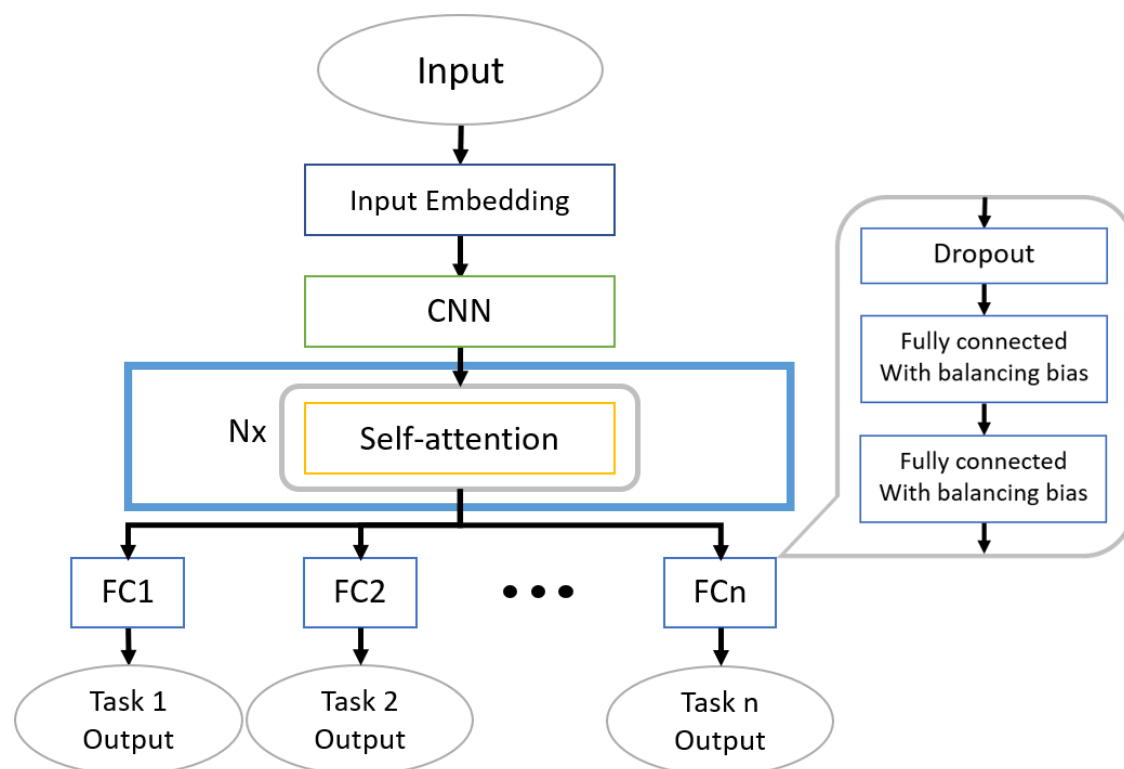 Input
Input Embedding
CNN
Nx
Self-attention
FC1
FC2
FCn
Task 1
Output
Task 2
Output
Task n
Output
Dropout
Fully connected
With balancing bias
Fully connected
With balancing bias